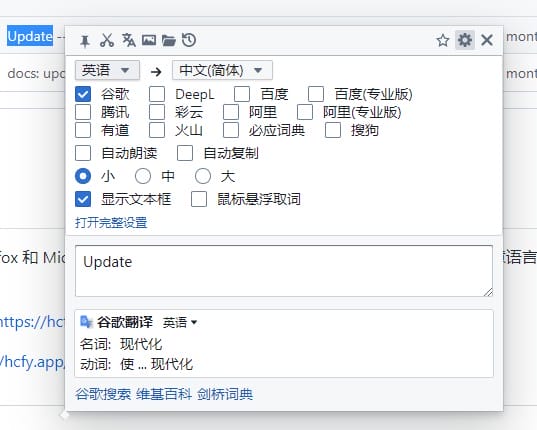 Update --
mont
英语 → 中文(简体)
docs: upd
mont
谷歌 DeepL 百度 百度(专业版)
腾讯 彩云 阿里 阿里(专业版)
有道 火山 必应词典 搜狗
自动朗读 自动复制
小 中 大
显示文本框 鼠标悬浮取词
打开完整设置
fox 和 Mic
语言
Update
https://hcf
谷歌翻译 英语
名词: 现代化
/hcfy.app/
动词: 使 ... 现代化
谷歌搜索 维基百科 剑桥词典